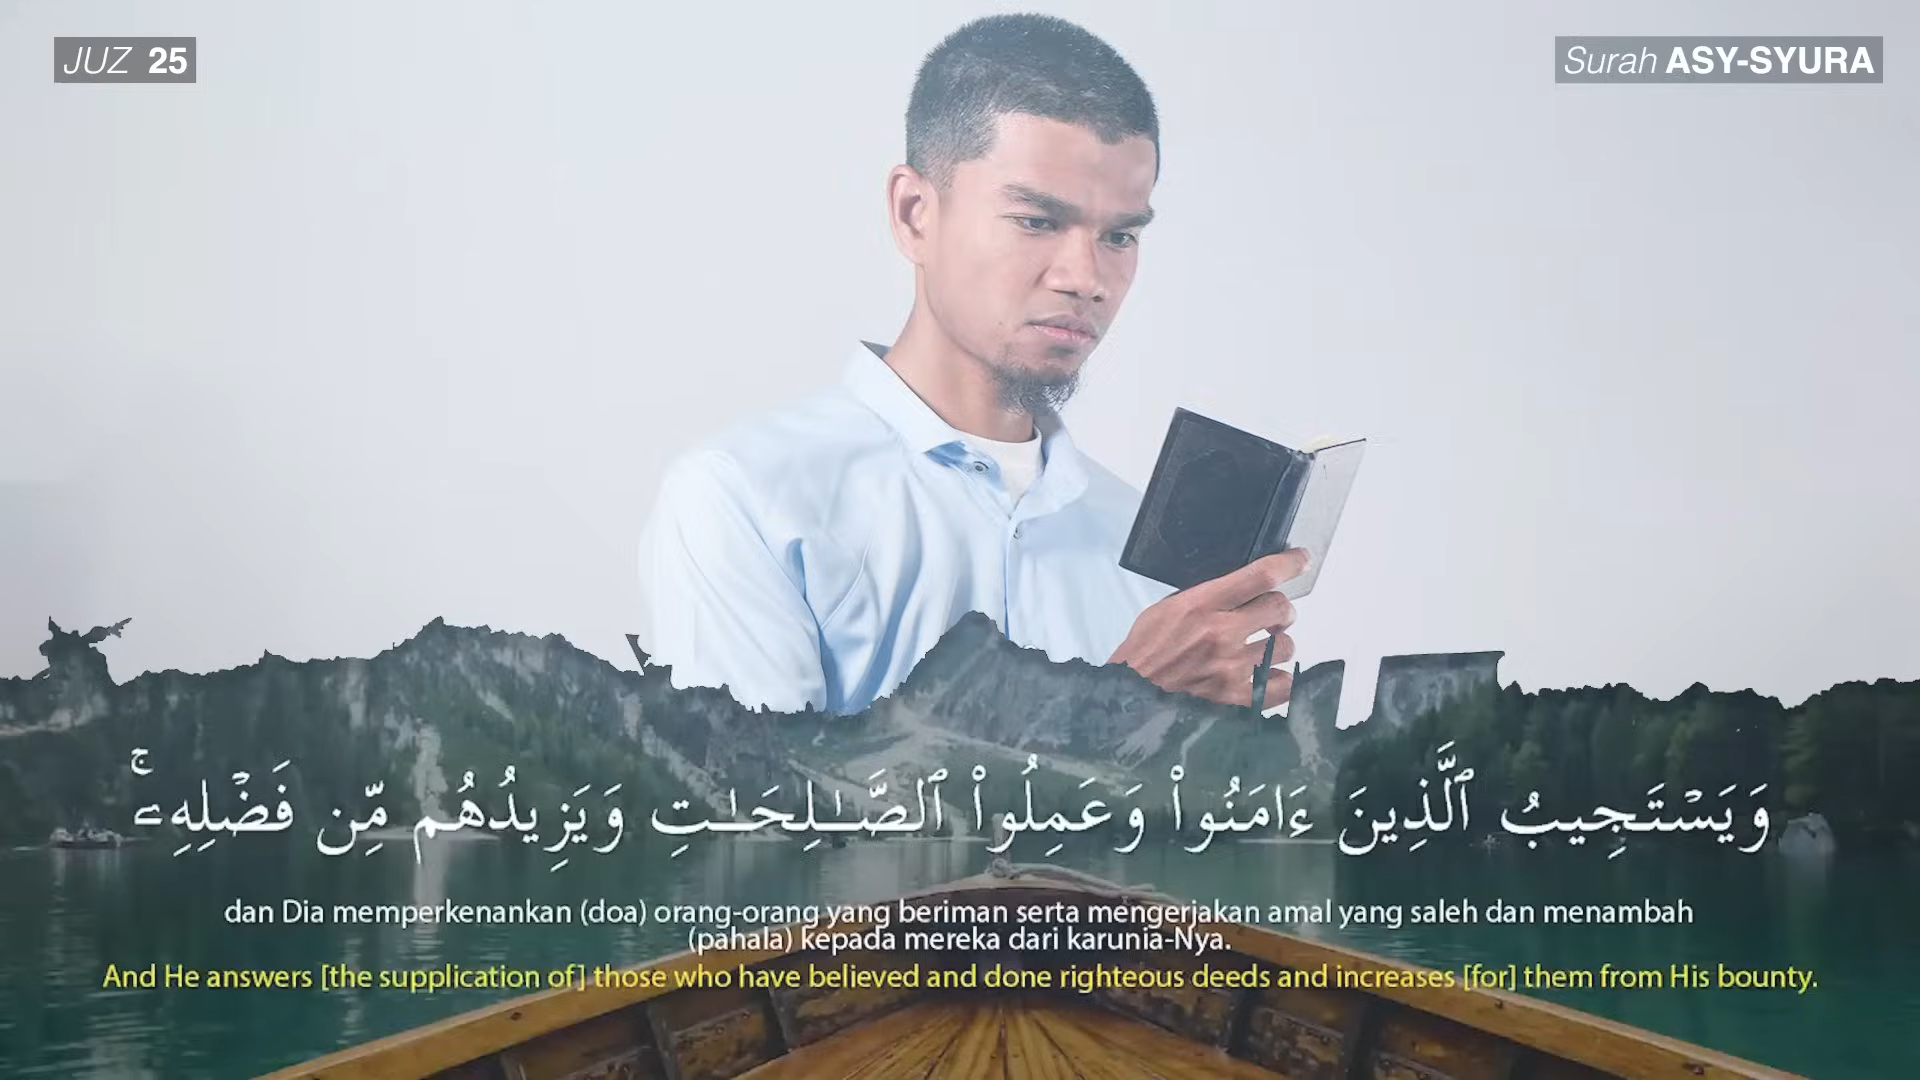 JUZ 25
Surah ASY-SYURA
وَيَسْتَجِيبُ ٱلَّذِينَ ءَامَنُوا۟ وَعَمِلُوا۟ ٱلصَّـٰلِحَـٰتِ وَيَزِيدُهُم مِّن فَضْلِهِۦ ۚ
dan Dia memperkenankan (doa) orang-orang yang beriman serta mengerjakan amal yang saleh dan menambah
(pahala) kepada mereka dari karunia-Nya.
And He answers [the supplication of] those who have believed and done righteous deeds and increases [for] them from His bounty.